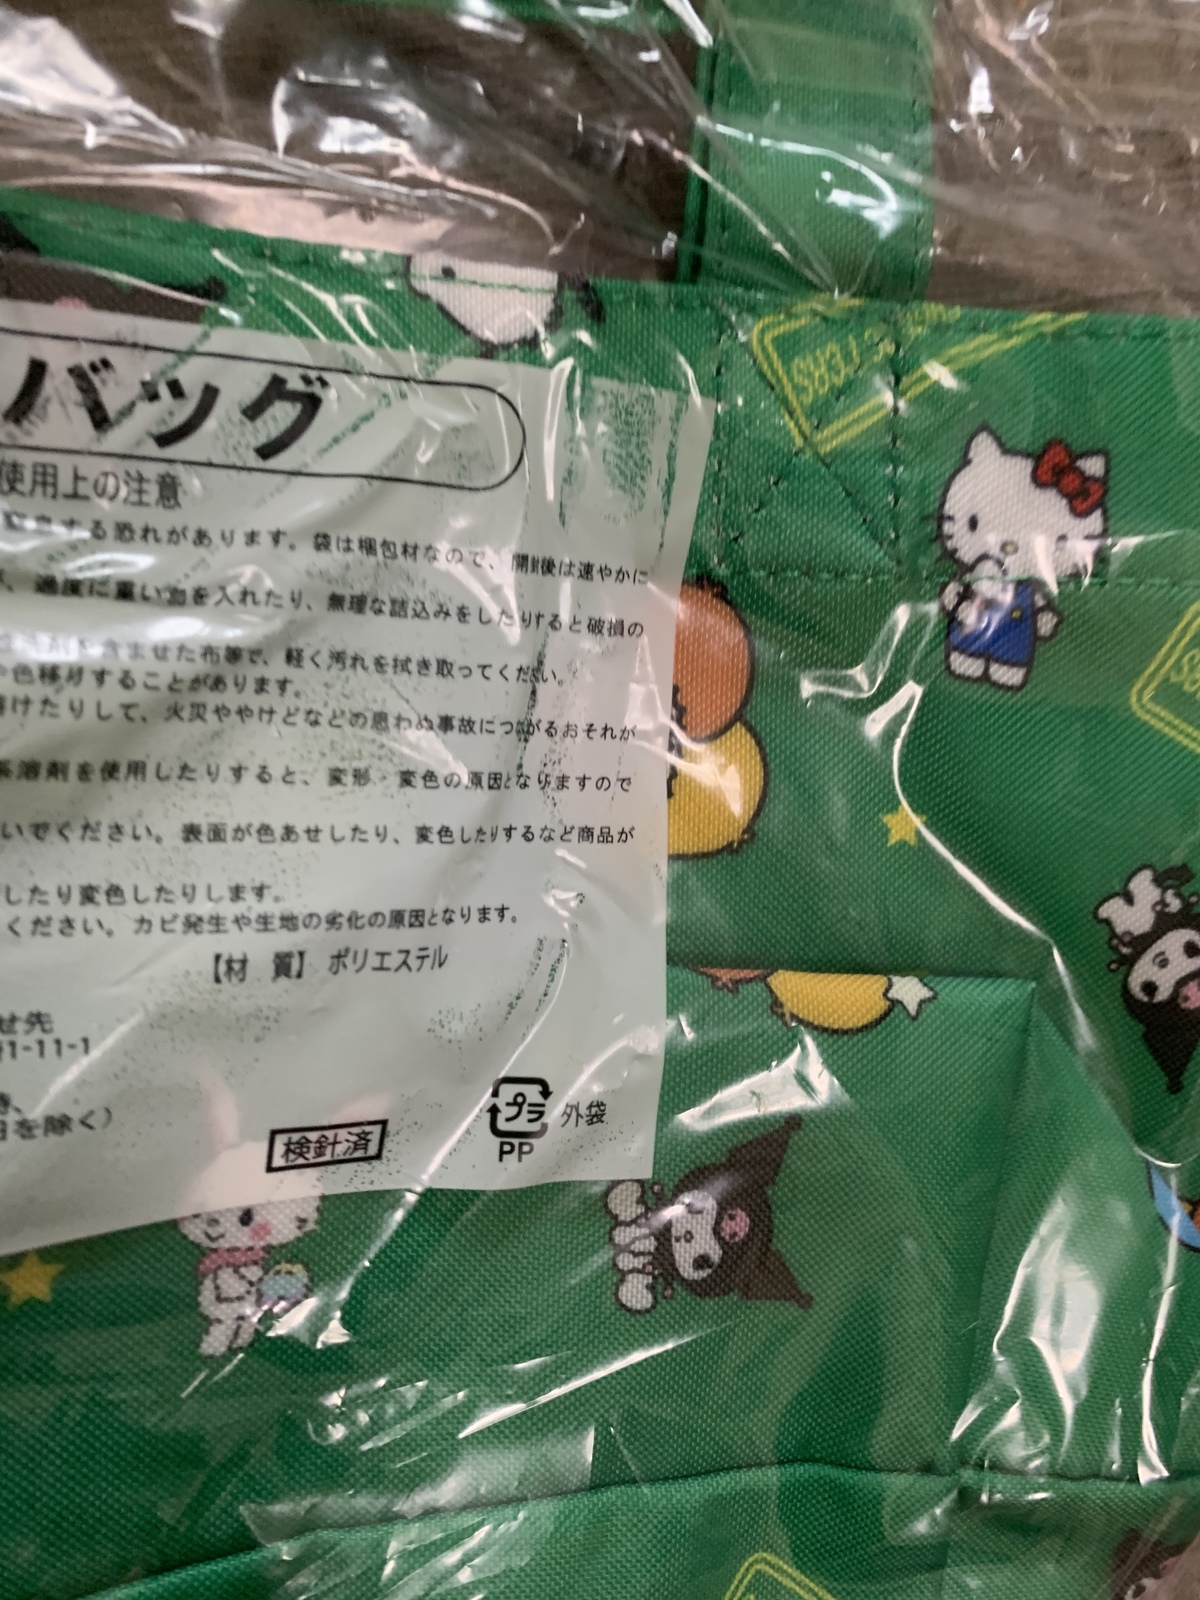 バッグ
使用上の注意
変色する恐れがあります。袋は梱包材なので、開封後は速やかに
過度に重い物を入れたり、無理な詰込みをしたりすると破損の
溶剤を含ませた布等で、軽く汚れを拭き取ってください。
や色移りすることがあります。
けたりして、火災ややけどなどの思わぬ事故につながるおそれが
系溶剤を使用したりすると、変形・変色の原因となりますので
いでください。表面が色あせしたり、変色したりするなど商品が
したり変色したりします。
ください。カビ発生や生地の劣化の原因となります。
【材 質】 ポリエステル
せ先
1-11-1
日を除く）
検針済
プラ
外袋
PP